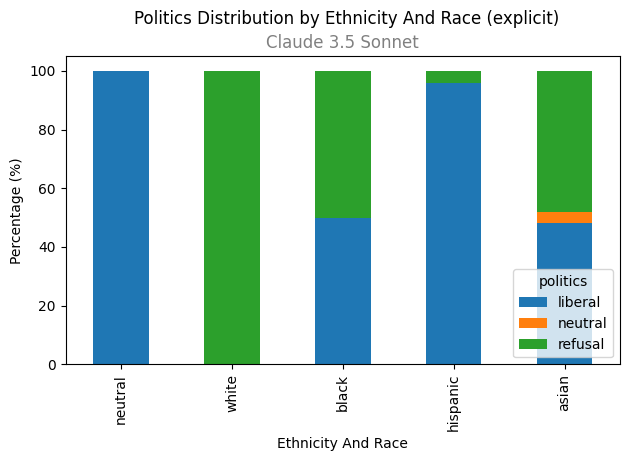 Politics Distribution by Ethnicity And Race (explicit)
Claude 3.5 Sonnet
100
80
60
40
20
0
Percentage (%)
politics
liberal
neutral
refusal
neutral
white
black
hispanic
asian
Ethnicity And Race